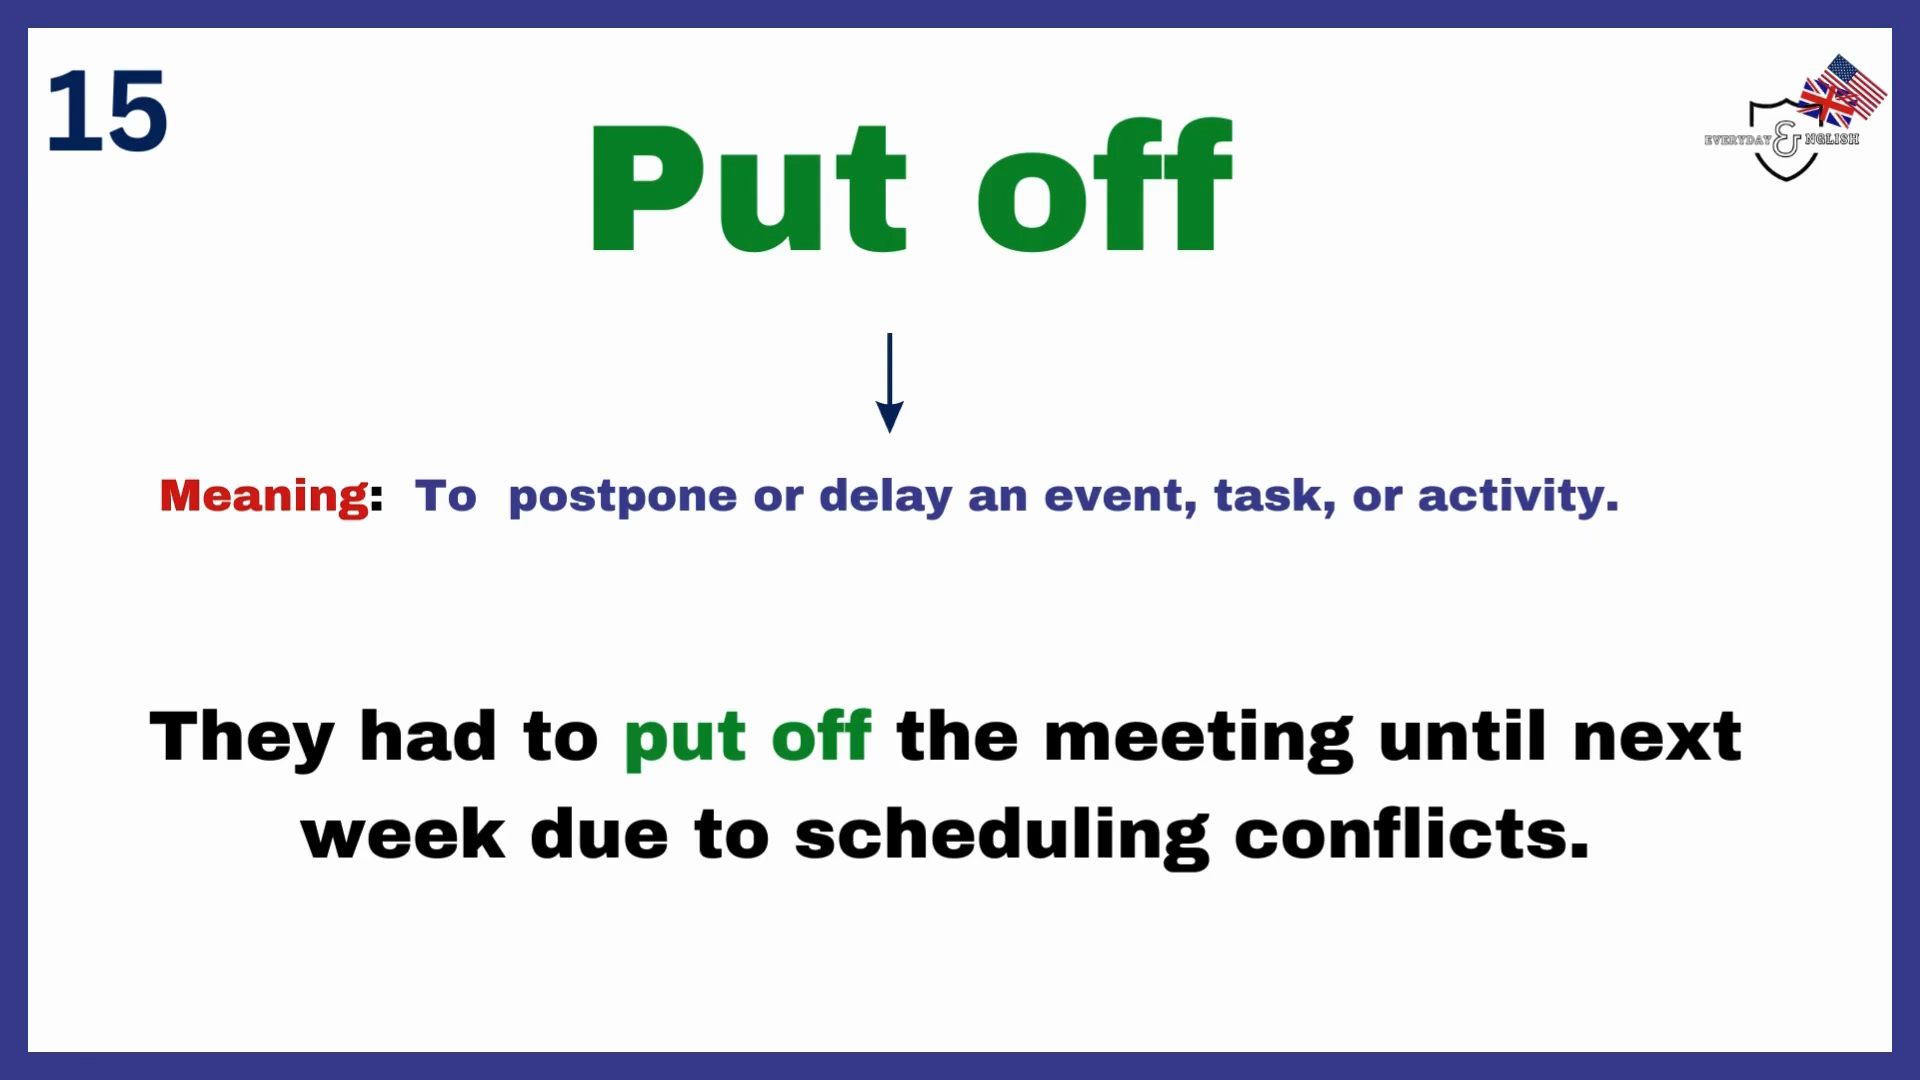 15
Put off
EVERYDAY & NGLISH
Meaning: To postpone or delay an event, task, or activity.
They had to put off the meeting until next
week due to scheduling conflicts.